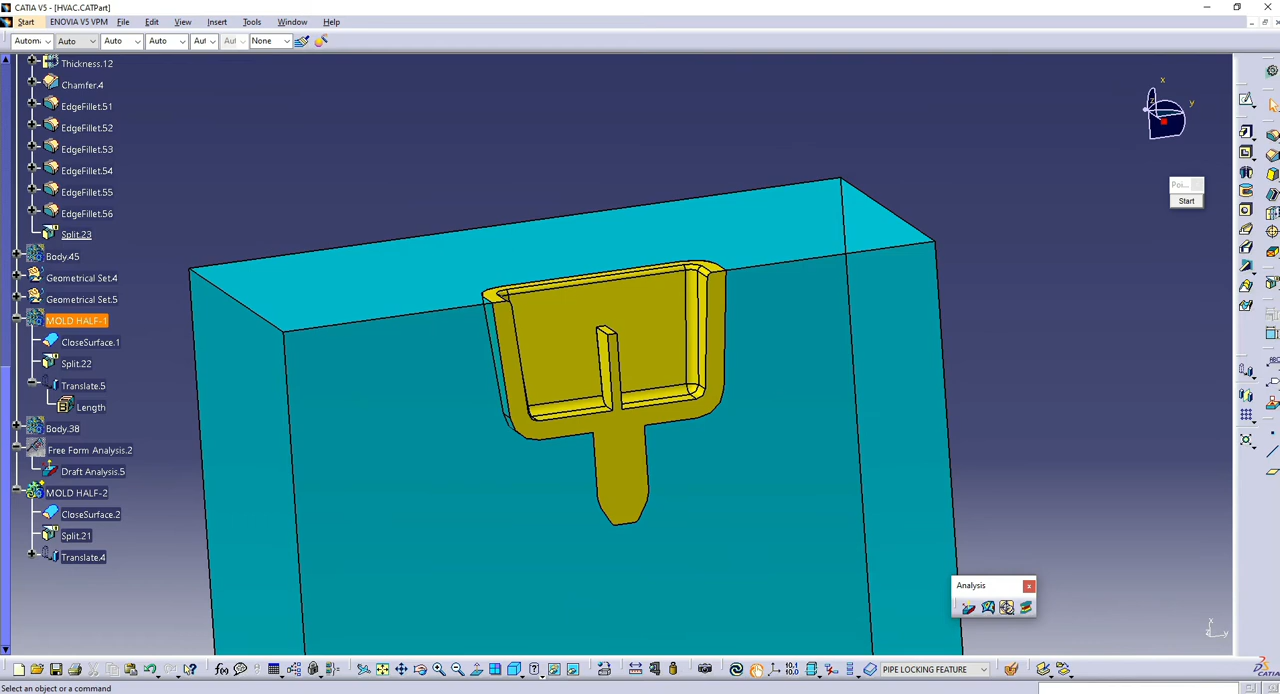 CATIA V5 - [HVAC.CATPart]
Start ENOVIA V5 VPM File Edit View Insert Tools Window Help
Autom Auto Auto Auto Aut Aut None
Thickness.12
Chamfer.4
EdgeFillet.51
EdgeFillet.52
EdgeFillet.53
EdgeFillet.54
EdgeFillet.55
EdgeFillet.56
Split.23
Body.45
Geometrical Set.4
Geometrical Set.5
MOLD HALF-1
CloseSurface.1
Split.22
Translate.5
Length
Body.38
Free Form Analysis.2
Draft Analysis.5
MOLD HALF-2
CloseSurface.2
Split.21
Translate.4
x
y
z
Poi...
Start
Analysis
x
y
z
PIPE LOCKING FEATURE
Select an object or a command